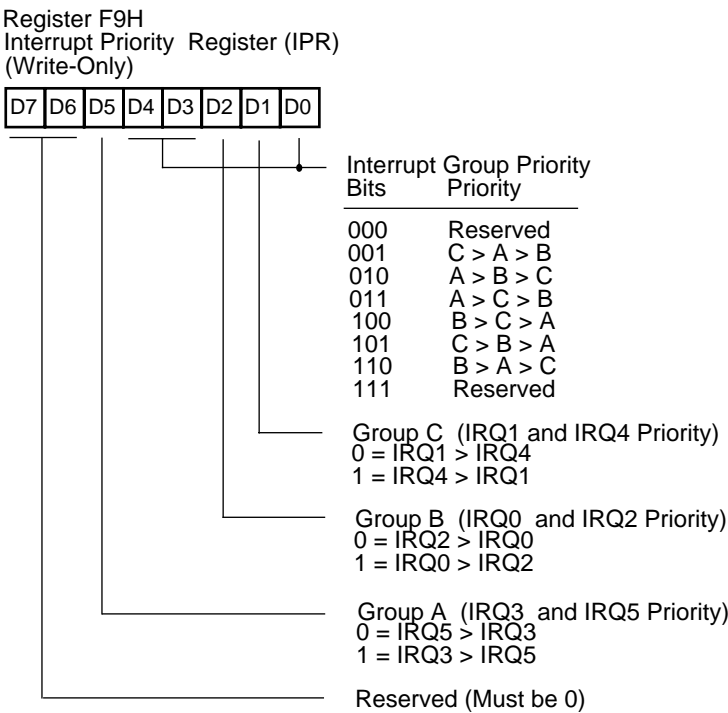 Register F9H
Interrupt Priority Register (IPR)
(Write-Only)
D7 D6 D5 D4 D3 D2 D1 D0
Interrupt Group Priority
Bits Priority
000 Reserved
001 C > A > B
010 A > B > C
011 A > C > B
100 B > C > A
101 C > B > A
110 B > A > C
111 Reserved
Group C (IRQ1 and IRQ4 Priority)
0 = IRQ1 > IRQ4
1 = IRQ4 > IRQ1
Group B (IRQ0 and IRQ2 Priority)
0 = IRQ2 > IRQ0
1 = IRQ0 > IRQ2
Group A (IRQ3 and IRQ5 Priority)
0 = IRQ5 > IRQ3
1 = IRQ3 > IRQ5
Reserved (Must be 0)